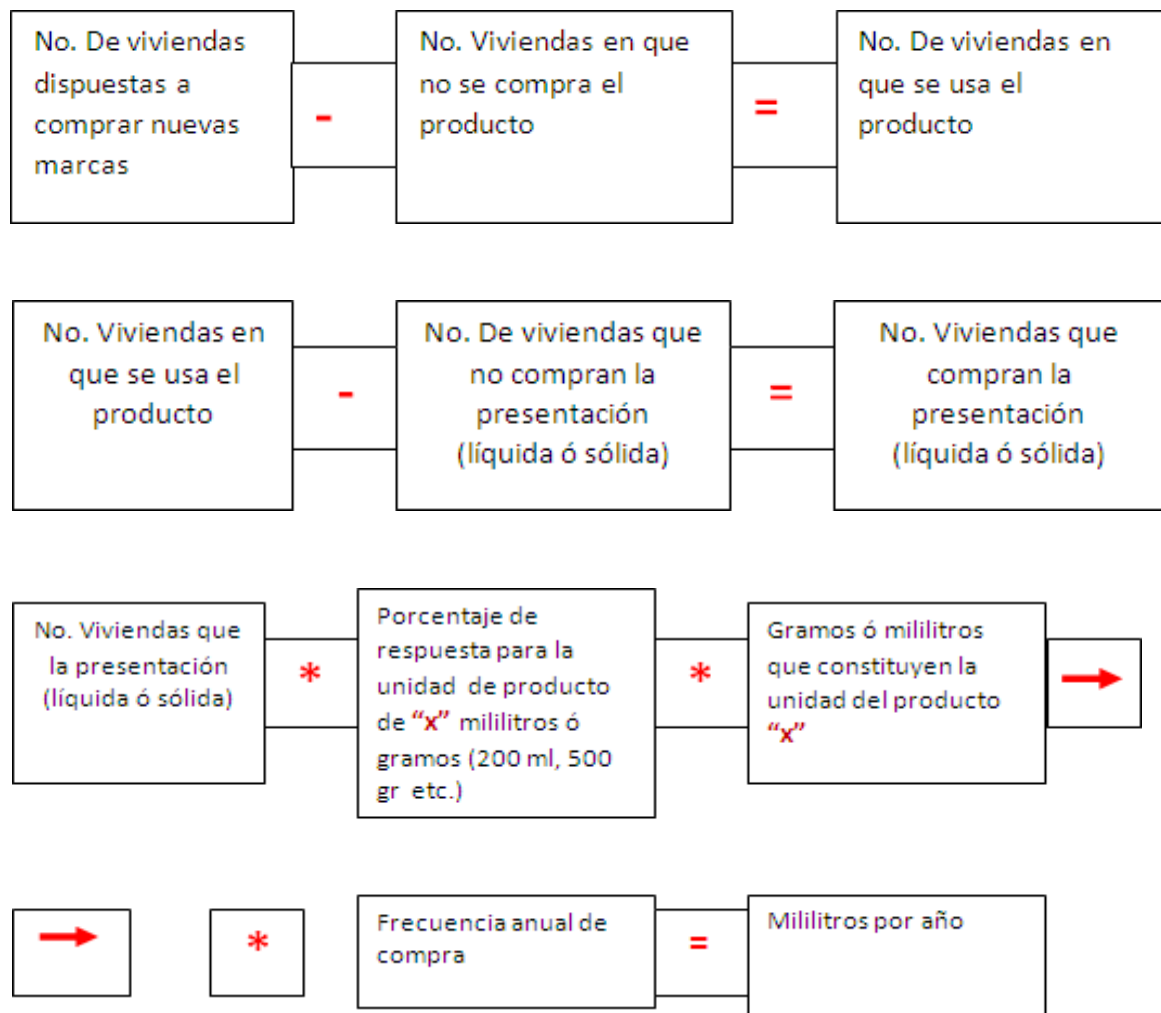 No. De viviendas
dispuestas a
comprar nuevas
marcas
-
No. Viviendas en que
no se compra el
producto
=
No. De viviendas en
que se usa el
producto
No. Viviendas en
que se usa el
producto
-
No. De viviendas que
no compran la
presentación
(líquida ó sólida)
=
No. Viviendas que
compran la
presentación
(líquida ó sólida)
No. Viviendas que
la presentación
(líquida ó sólida)
*
Porcentaje de
respuesta para la
unidad de producto
de “x” mililitros ó
gramos (200 ml, 500
gr etc.)
*
Gramos ó mililitros
que constituyen la
unidad del producto
“x”
*
Frecuencia anual de
compra
=
Mililitros por año